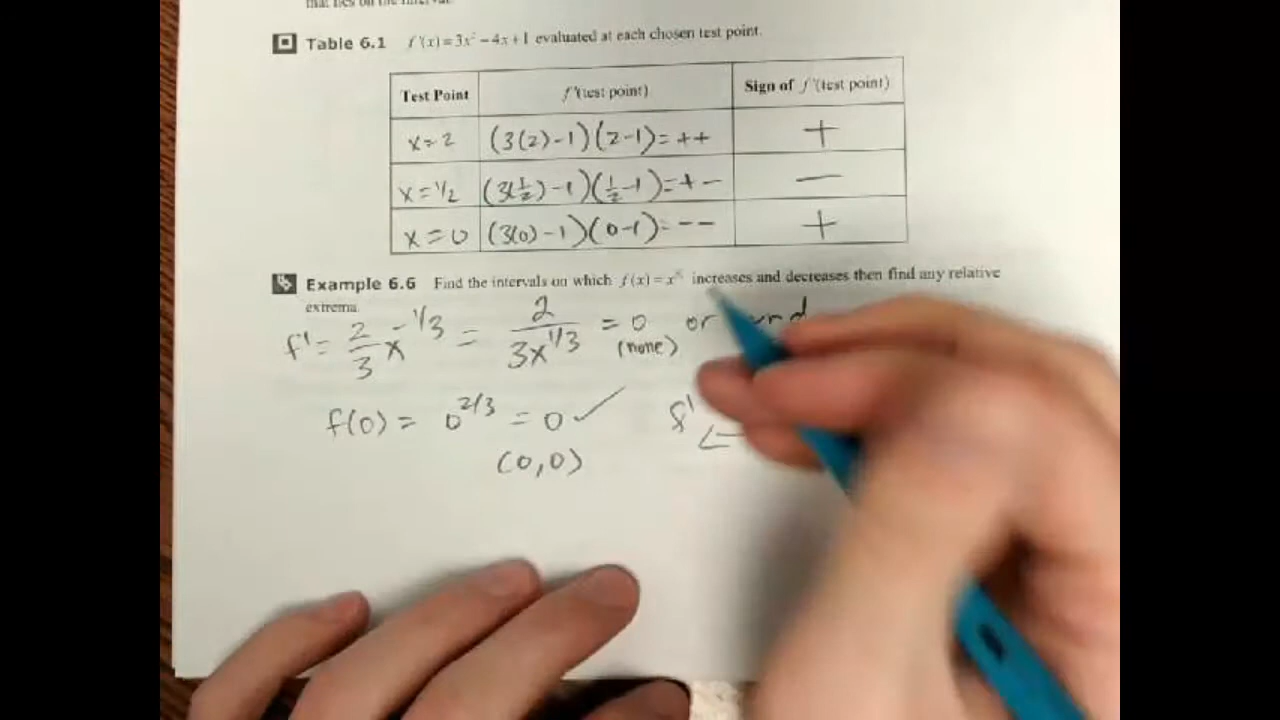 Table 6.1 f'(x) = 3x² − 4x + 1 evaluated at each chosen test point.
Test Point f'(test point) Sign of f'(test point)
x=2 (3(2)-1)(2-1)=++ +
x=1/2 (3(1/2)-1)(1/2-1)=+- —
x=0 (3(0)-1)(0-1)=-- +
Example 6.6 Find the intervals on which f(x) = x^⅔ increases and decreases then find any relative
extrema.
f' = 2/3 x^-1/3 = 2/3x^1/3 = 0 or und
(none)
f(0) = 0^2/3 = 0 ✓ f'
(0,0)